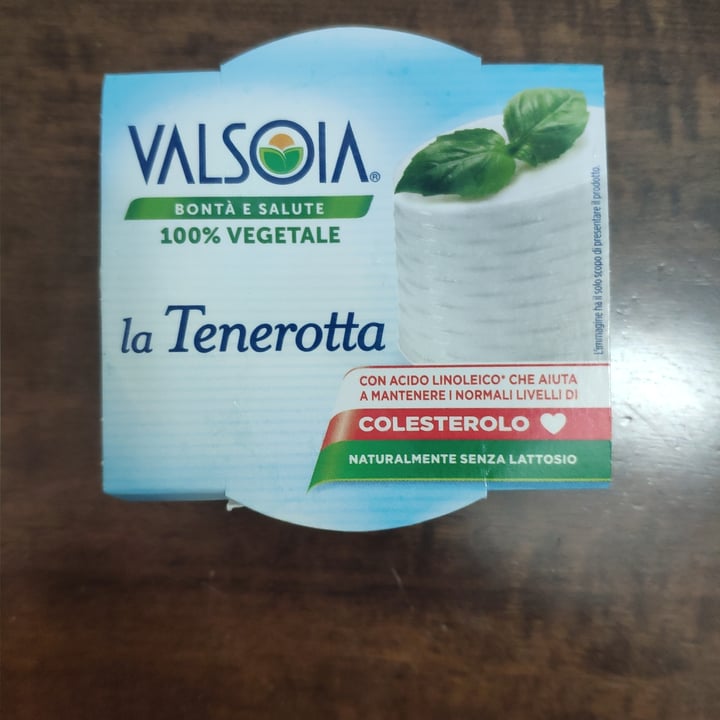 VALSOIA®
BONTÀ E SALUTE
100% VEGETALE
la Tenerotta
L'immagine ha il solo scopo di presentare il prodotto.
CON ACIDO LINOLEICO* CHE AIUTA
A MANTENERE I NORMALI LIVELLI DI
COLESTEROLO
NATURALMENTE SENZA LATTOSIO